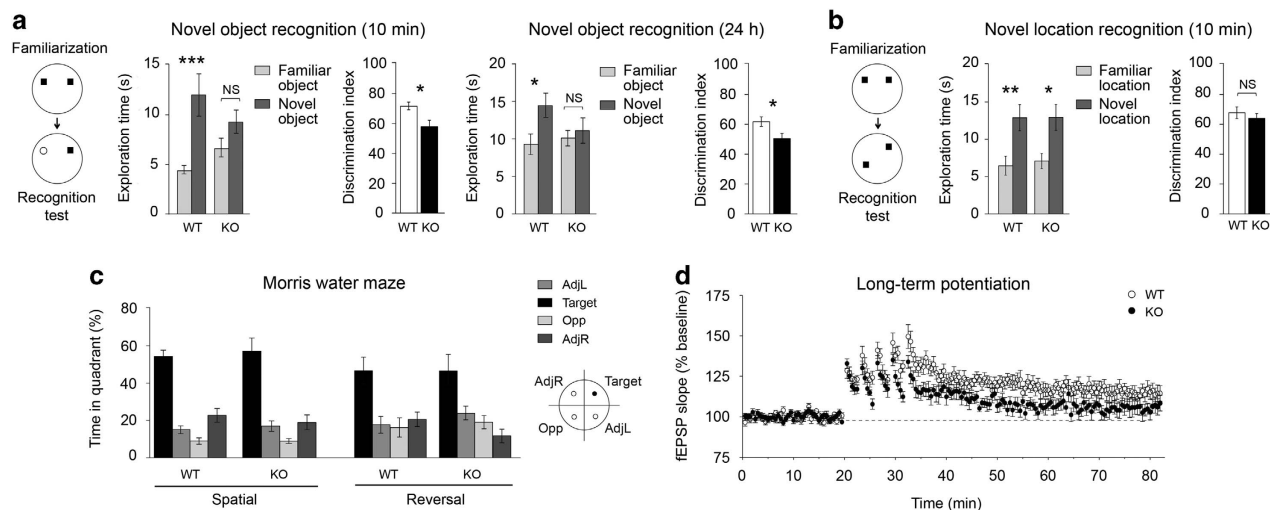 a
Novel object recognition (10 min)
Familiarization
Recognition
test
Exploration time (s)
15
10
5
0
***
NS
WT
KO
Familiar
object
Novel
object
Discrimination index
100
80
60
40
20
0
*
WT KO
Novel object recognition (24 h)
Exploration time (s)
20
15
10
5
0
*
NS
WT
KO
Familiar
object
Novel
object
Discrimination index
100
80
60
40
20
0
*
WT KO
b
Novel location recognition (10 min)
Familiarization
Recognition
test
Exploration time (s)
20
15
10
5
0
**
*
WT
KO
Familiar
location
Novel
location
Discrimination index
100
80
60
40
20
0
NS
WT KO
c
Morris water maze
Time in quadrant (%)
80
60
40
20
0
WT
KO
WT
KO
Spatial
Reversal
AdjL
Target
Opp
AdjR
AdjR
Target
Opp
AdjL
d
Long-term potentiation
WT
KO
fEPSP slope (% baseline)
175
150
125
100
75
0
10
20
30
40
50
60
70
80
Time (min)